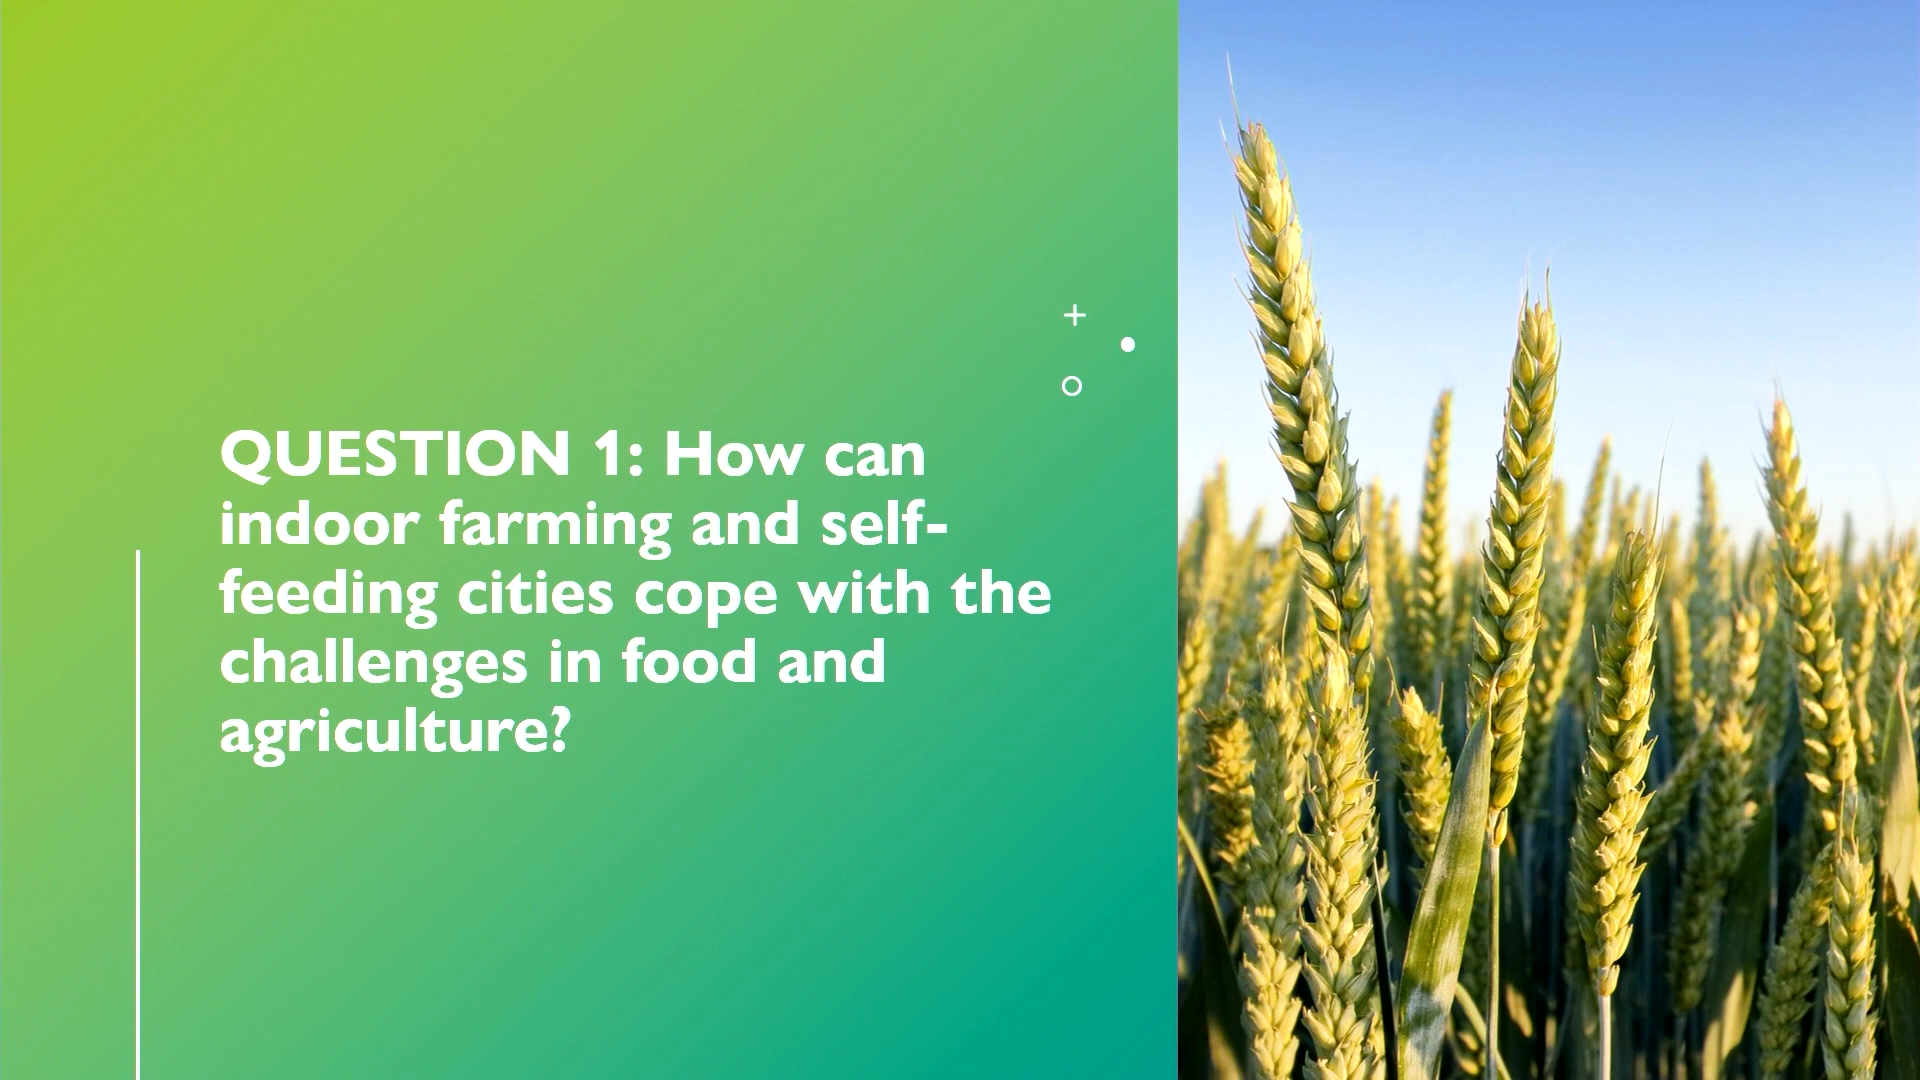 QUESTION 1: How can
indoor farming and self-
feeding cities cope with the
challenges in food and
agriculture?